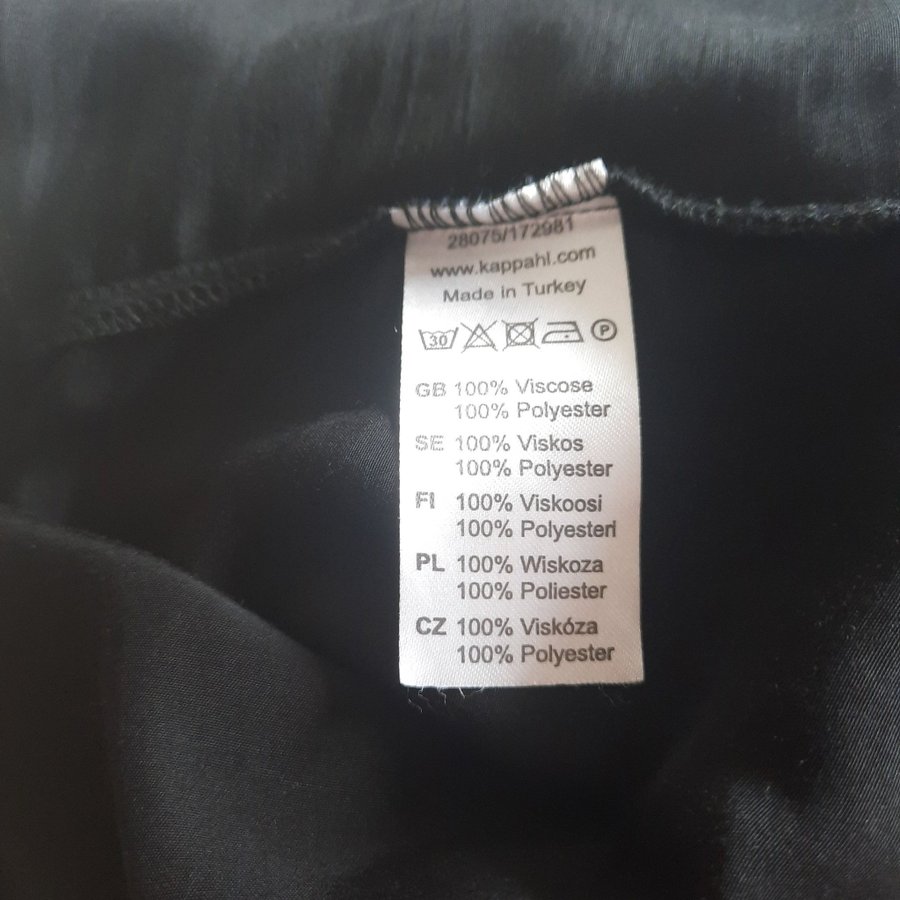 28075/172981
www.kappahl.com
Made in Turkey
30 P
GB 100% Viscose
100% Polyester
SE 100% Viskos
100% Polyester
FI 100% Viskoosi
100% Polyesteri
PL 100% Wiskoza
100% Poliester
CZ 100% Viskóza
100% Polyester